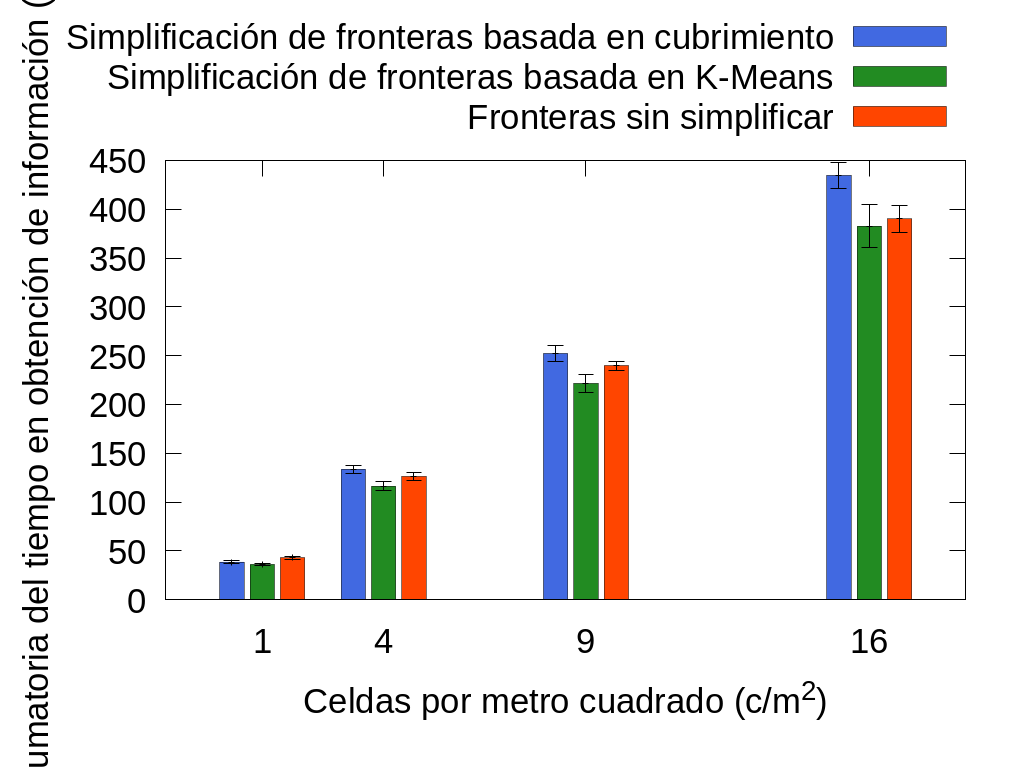 Simplificación de fronteras basada en cubrimiento
Simplificación de fronteras basada en K-Means
Fronteras sin simplificar
umatoria del tiempo en obtención de información (
450
400
350
300
250
200
150
100
50
0
1 4 9 16
Celdas por metro cuadrado (c/m²)